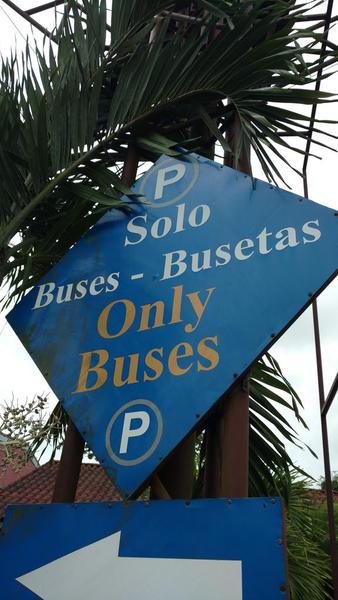 P
Solo
Buses - Busetas
Only
Buses
P